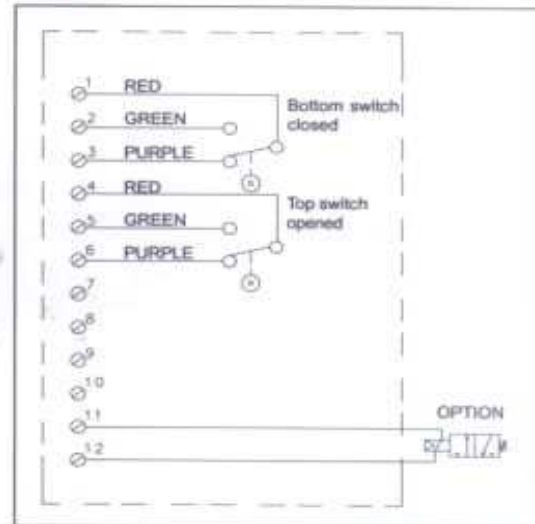 1 RED
Bottom switch
closed
2 GREEN
3 PURPLE
4 RED
Top switch
opened
5 GREEN
6 PURPLE
7
8
9
10
11
OPTION
12